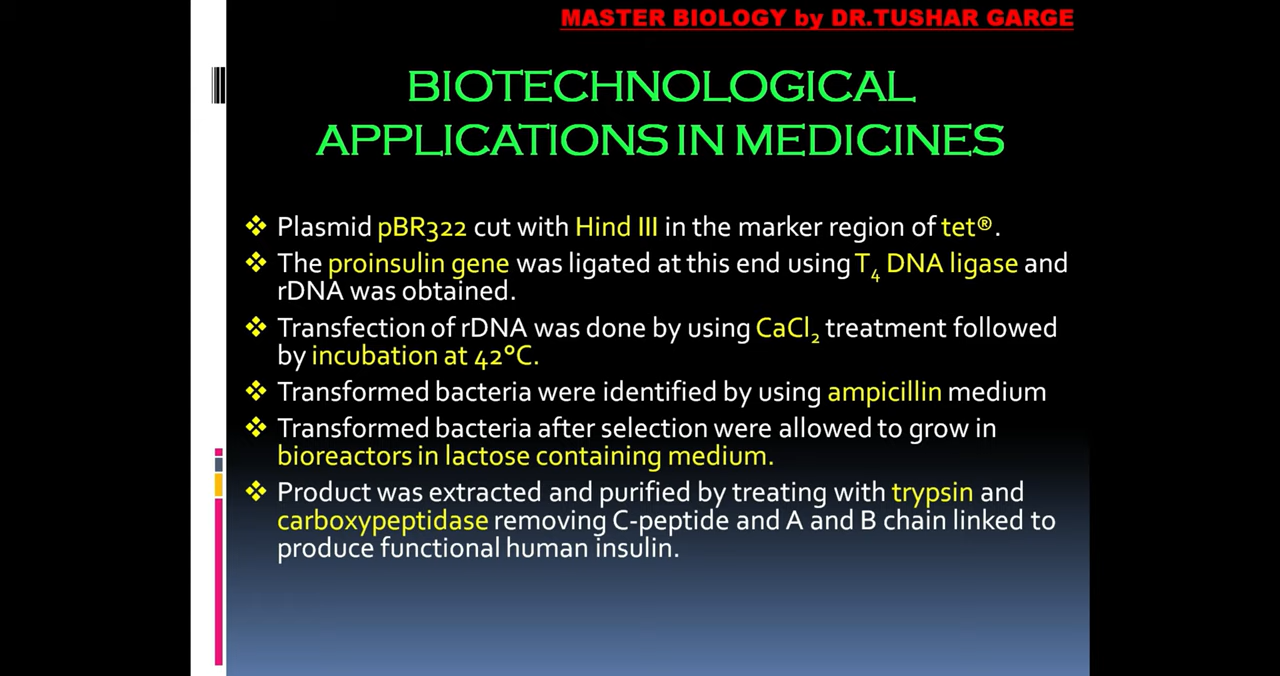 MASTER BIOLOGY by DR.TUSHAR GARGE
BIOTECHNOLOGICAL
APPLICATIONS IN MEDICINES
❖ Plasmid pBR322 cut with Hind III in the marker region of tet®.
❖ The proinsulin gene was ligated at this end using T₄ DNA ligase and
rDNA was obtained.
❖ Transfection of rDNA was done by using CaCl₂ treatment followed
by incubation at 42°C.
❖ Transformed bacteria were identified by using ampicillin medium
❖ Transformed bacteria after selection were allowed to grow in
bioreactors in lactose containing medium.
❖ Product was extracted and purified by treating with trypsin and
carboxypeptidase removing C-peptide and A and B chain linked to
produce functional human insulin.